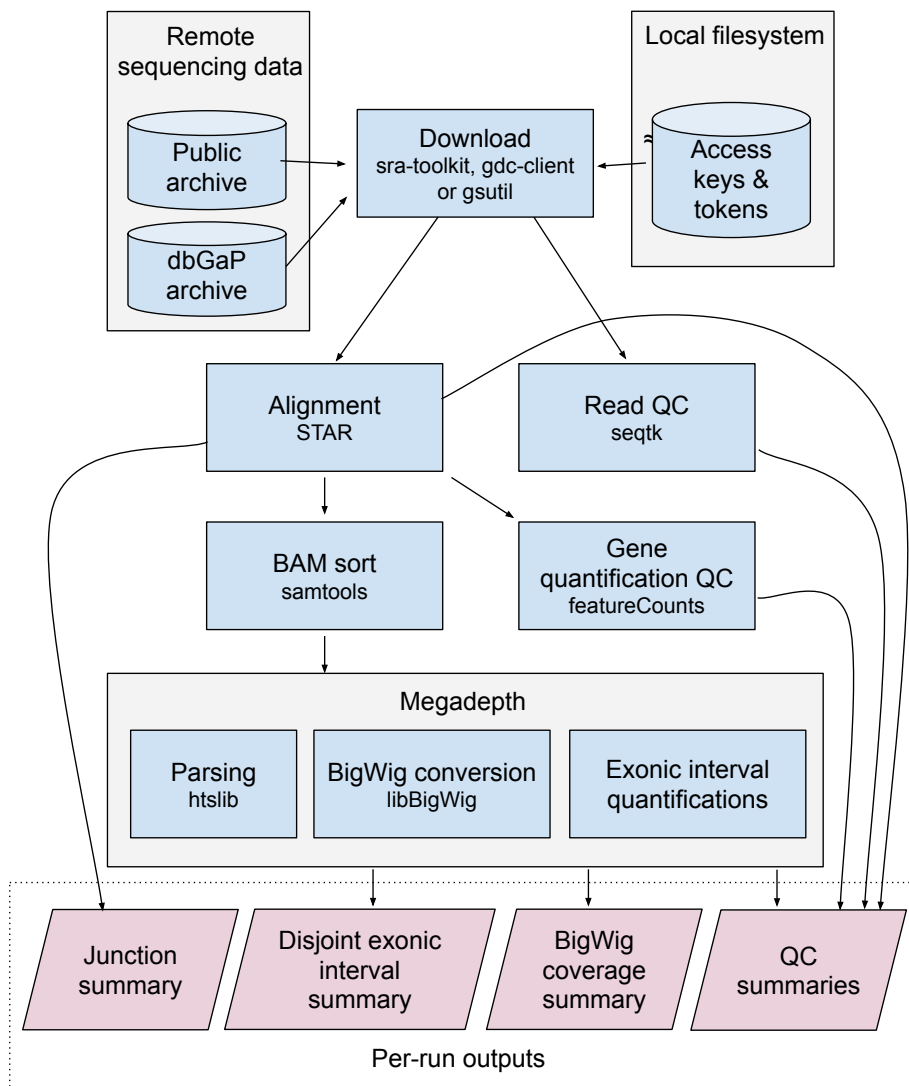 Remote
sequencing data
Public
archive
dbGaP
archive
Download
sra-toolkit, gdc-client
or gsutil
Local filesystem
Access
keys &
tokens
Alignment
STAR
Read QC
seqtk
BAM sort
samtools
Gene
quantification QC
featureCounts
Megadepth
Parsing
htslib
BigWig conversion
libBigWig
Exonic interval
quantifications
Junction
summary
Disjoint exonic
interval
summary
BigWig
coverage
summary
QC
summaries
Per-run outputs